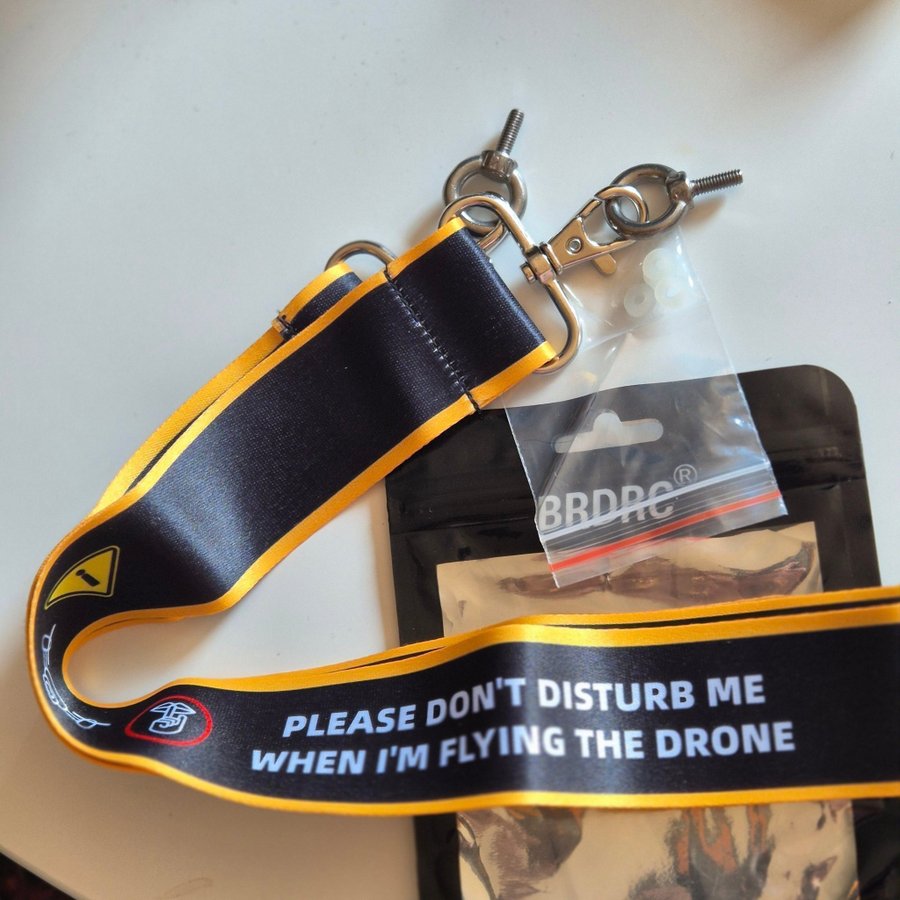 BRDRC®
PLEASE DON'T DISTURB ME
WHEN I'M FLYING THE DRONE